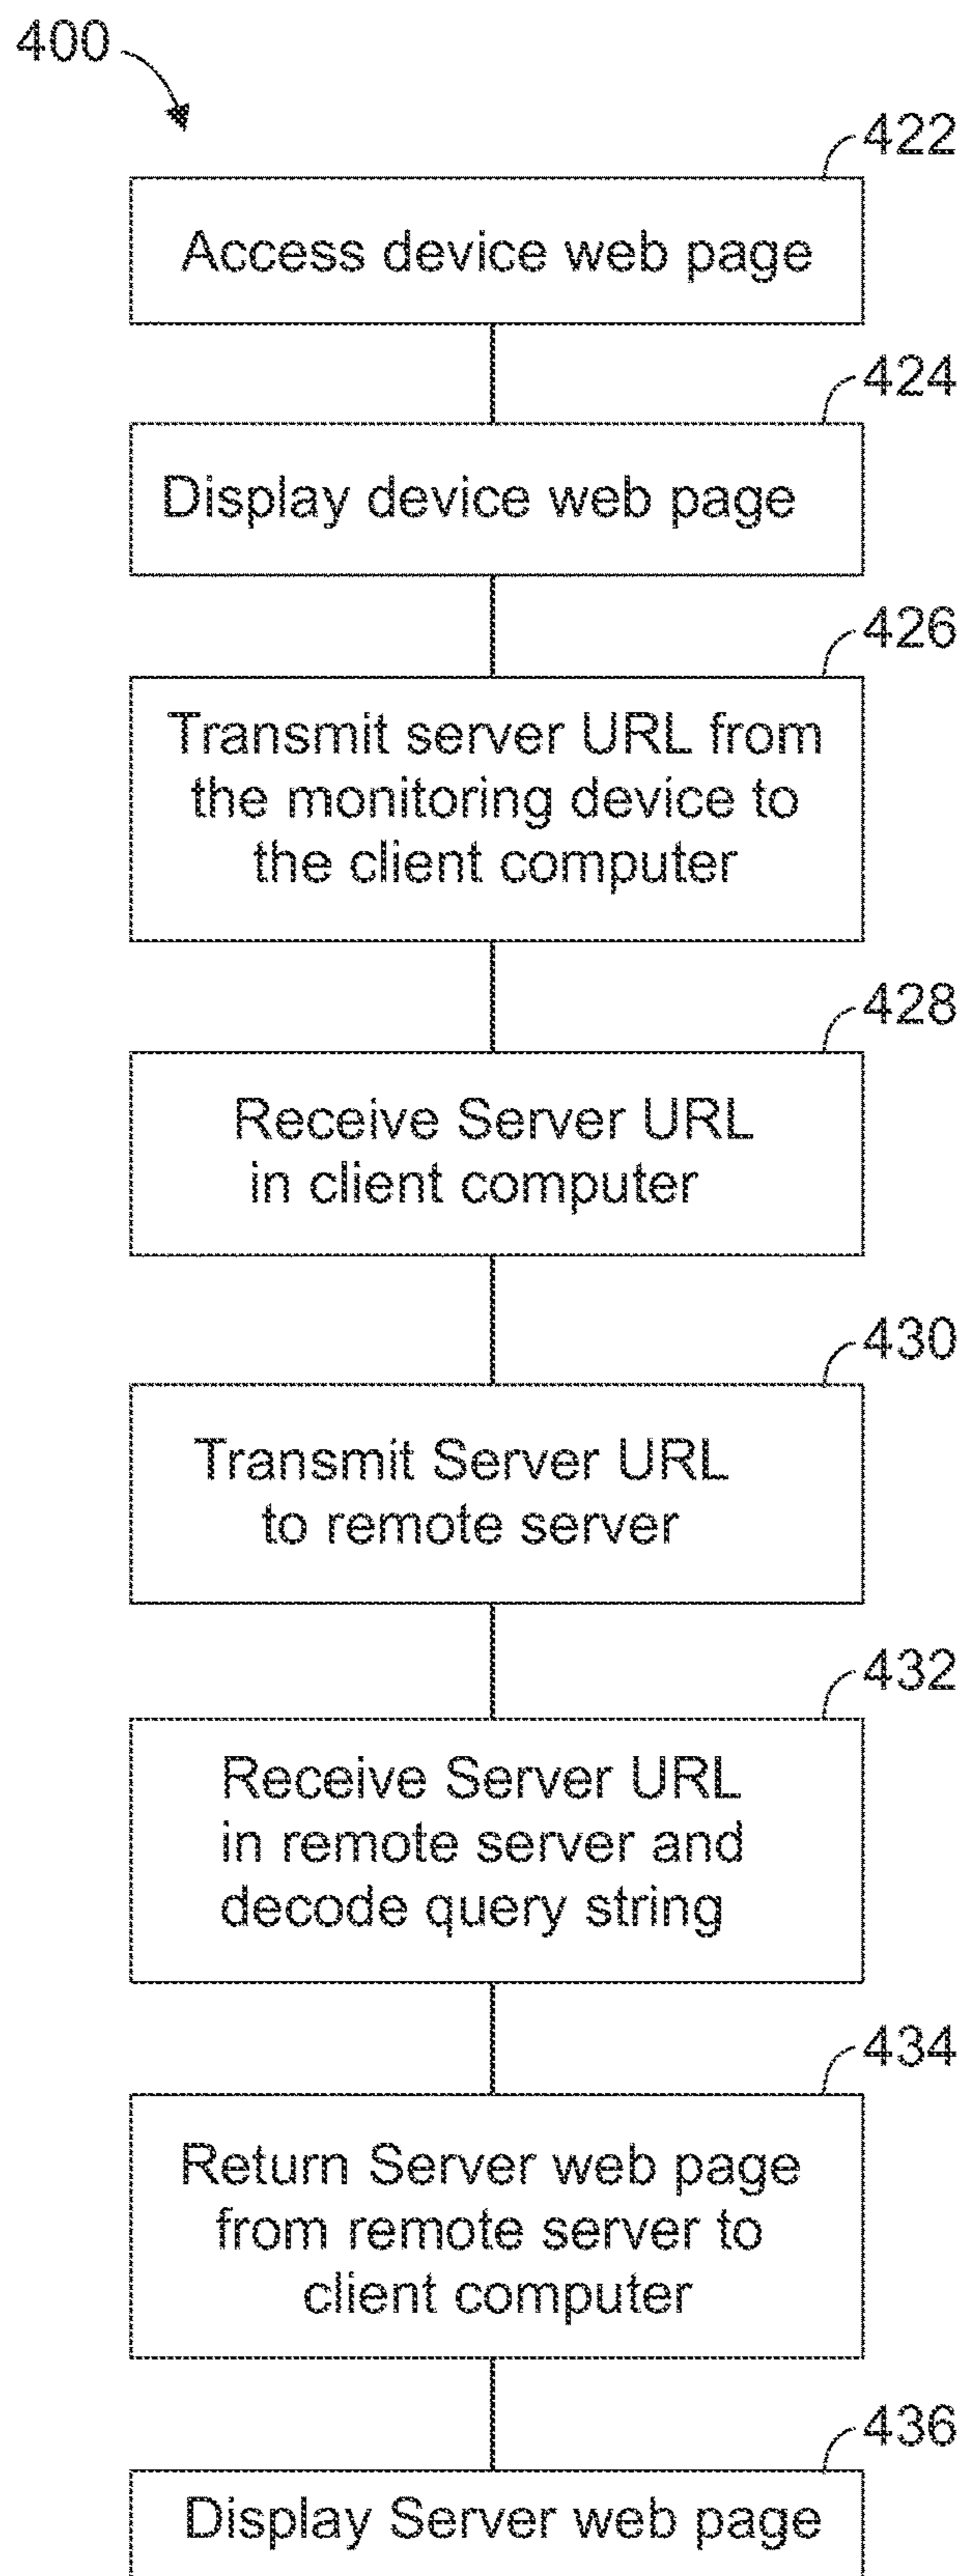 400
422
Access device web page
424
Display device web page
426
Transmit server URL from
the monitoring device to
the client computer
428
Receive Server URL
in client computer
430
Transmit Server URL
to remote server
432
Receive Server URL
in remote server and
decode query string
434
Return Server web page
from remote server to
client computer
436
Display Server web page